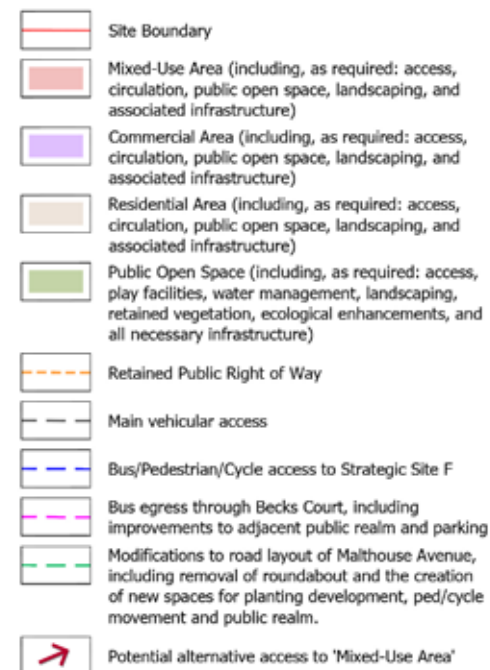 Site Boundary
Mixed-Use Area (including, as required: access,
circulation, public open space, landscaping, and
associated infrastructure)
Commercial Area (including, as required: access,
circulation, public open space, landscaping, and
associated infrastructure)
Residential Area (including, as required: access,
circulation, public open space, landscaping, and
associated infrastructure)
Public Open Space (including, as required: access,
play facilities, water management, landscaping,
retained vegetation, ecological enhancements, and
all necessary infrastructure)
Retained Public Right of Way
Main vehicular access
Bus/Pedestrian/Cycle access to Strategic Site F
Bus egress through Becks Court, including
improvements to adjacent public realm and parking
Modifications to road layout of Malthouse Avenue,
including removal of roundabout and the creation
of new spaces for planting development, ped/cycle
movement and public realm.
Potential alternative access to 'Mixed-Use Area'